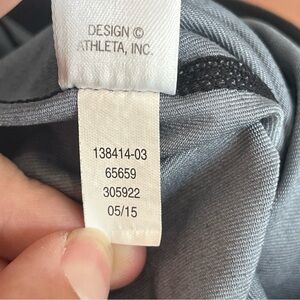 DESIGN ©
ATHLETA, INC.
138414-03
65659
305922
05/15